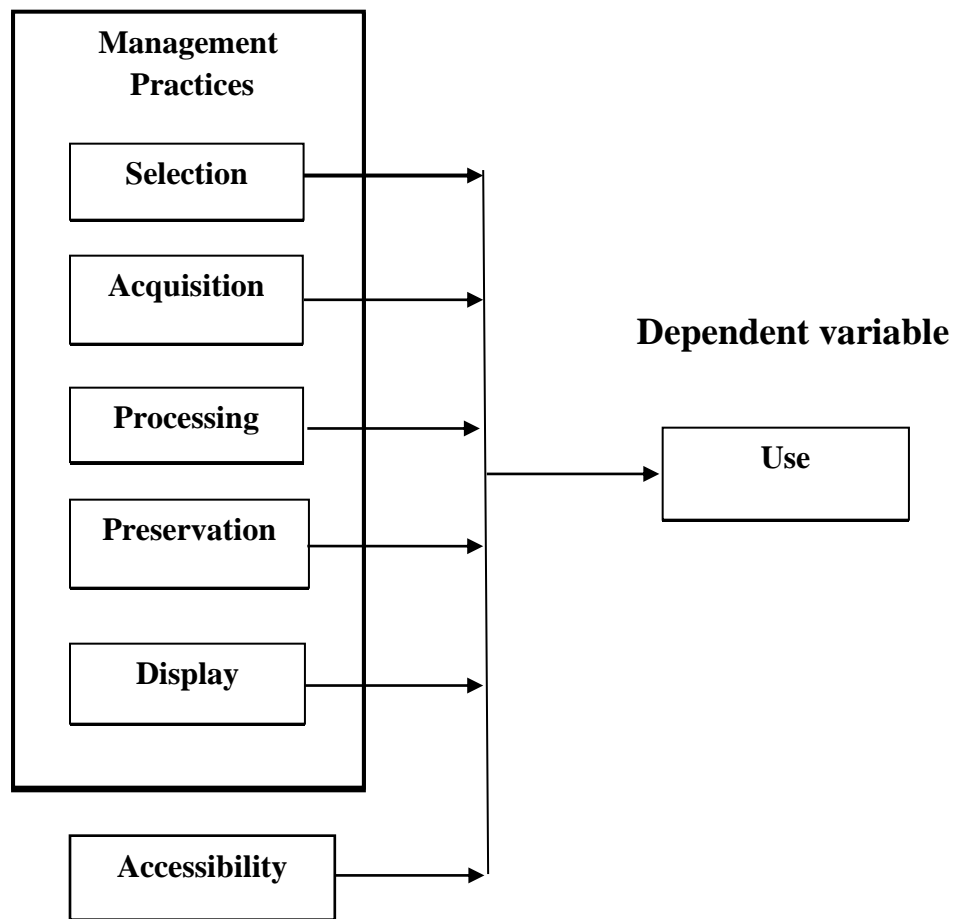 Management
Practices
Selection
Acquisition
Processing
Preservation
Display
Accessibility
Dependent variable
Use